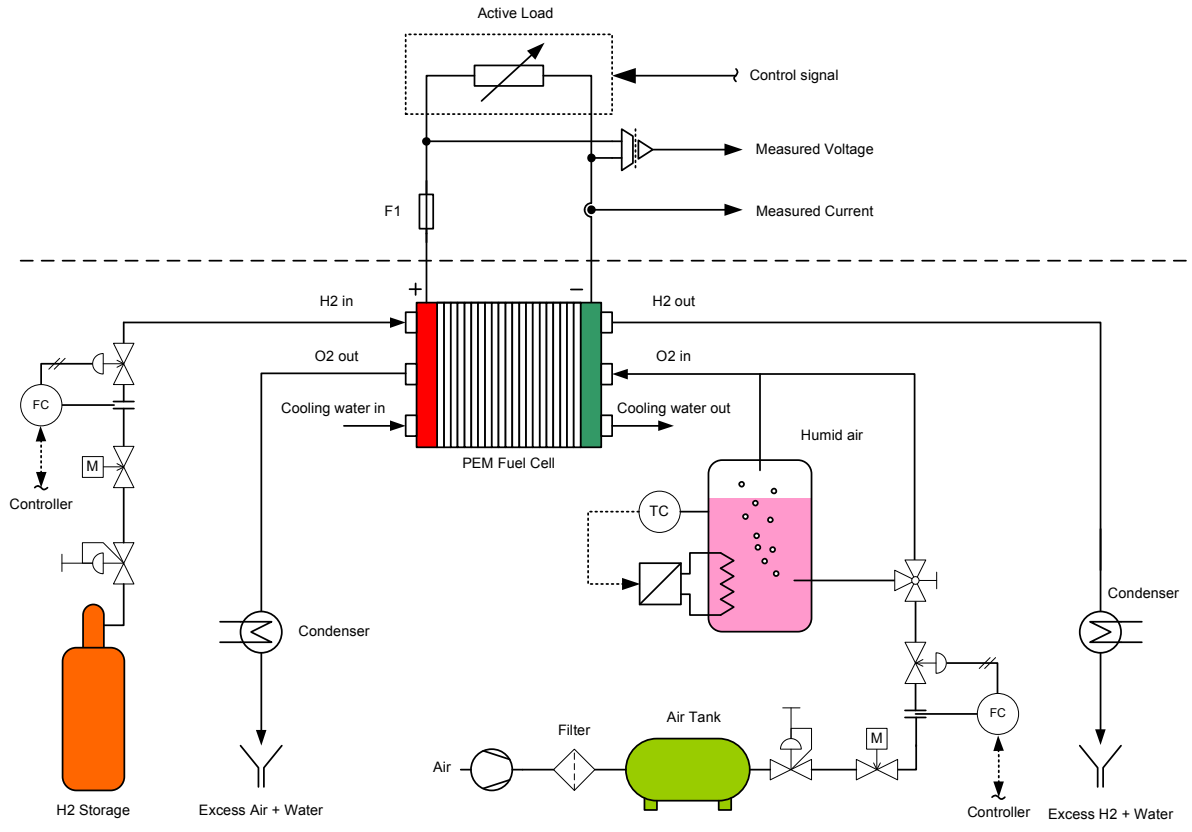 Active Load
Control signal
Measured Voltage
F1
Measured Current
+
−
H2 in
H2 out
O2 out
O2 in
FC
Cooling water in
Cooling water out
Humid air
PEM Fuel Cell
M
Controller
TC
Condenser
Condenser
FC
Air Tank
Filter
M
Air
H2 Storage
Excess Air + Water
Controller
Excess H2 + Water